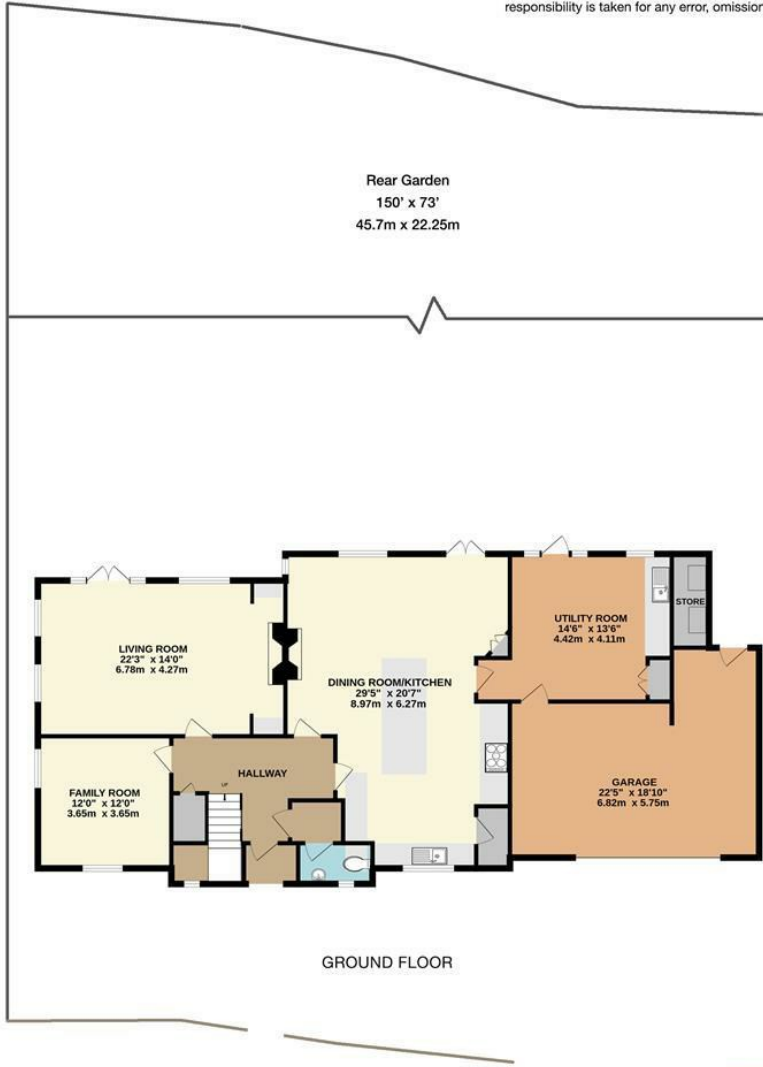 responsibility is taken for any error, omission
Rear Garden
150' x 73'
45.7m x 22.25m
LIVING ROOM
22'3" x 14'0"
6.78m x 4.27m
DINING ROOM/KITCHEN
29'5" x 20'7"
8.97m x 6.27m
UTILITY ROOM
14'6" x 13'6"
4.42m x 4.11m
STORE
FAMILY ROOM
12'0" x 12'0"
3.65m x 3.65m
HALLWAY
UP
GARAGE
22'5" x 18'10"
6.82m x 5.75m
GROUND FLOOR